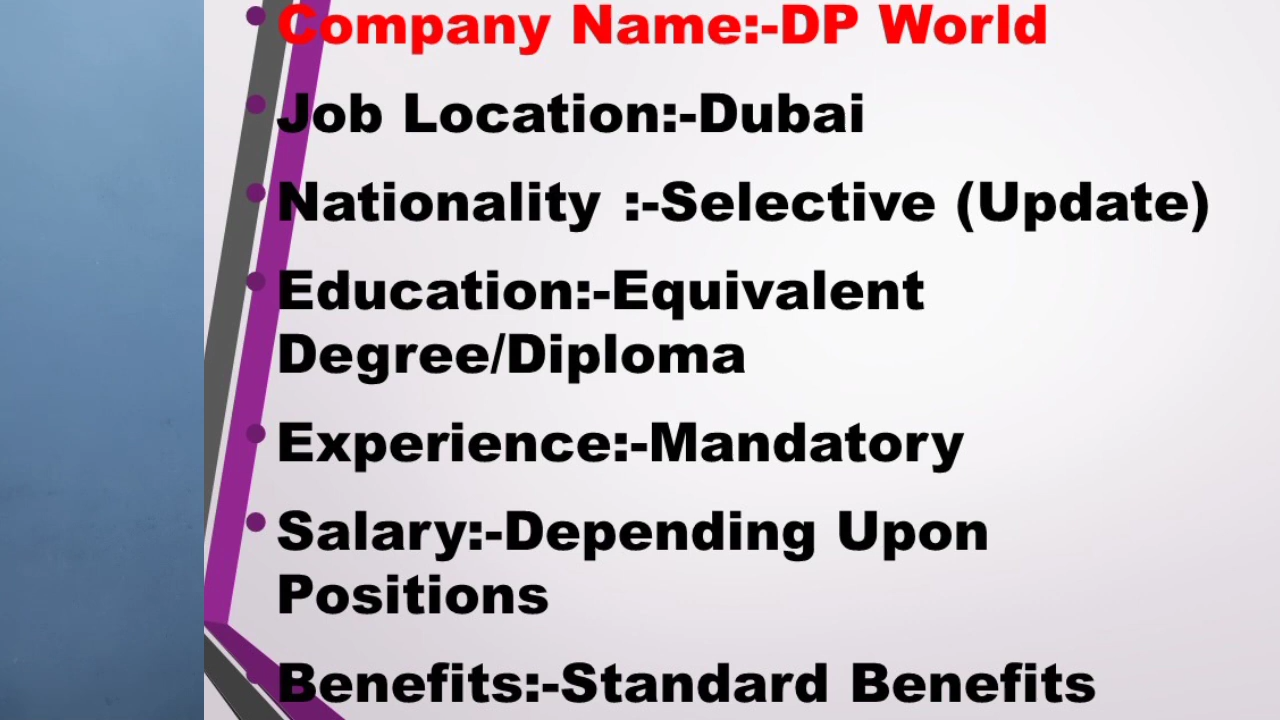 Company Name:-DP World
Job Location:-Dubai
Nationality :-Selective (Update)
Education:-Equivalent
Degree/Diploma
Experience:-Mandatory
Salary:-Depending Upon
Positions
Benefits:-Standard Benefits